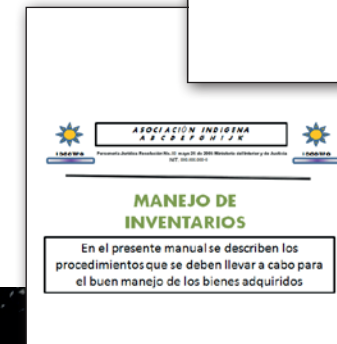 ASOCIACIÓN INDIGENA
A B C D E F G H I J K
MANEJO DE
INVENTARIOS
En el presente manual se describen los
procedimientos que se deben llevar a cabo para
el buen manejo de los bienes adquiridos